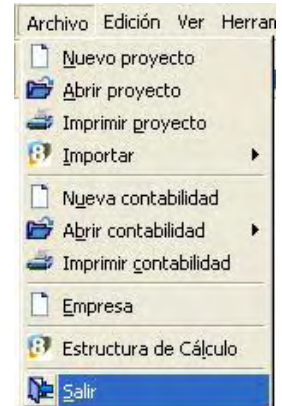 Archivo Edición Ver Herran
Nuevo proyecto
Abrir proyecto
Imprimir proyecto
Importar
Nueva contabilidad
Abrir contabilidad
Imprimir contabilidad
Empresa
Estructura de Cálculo
Salir